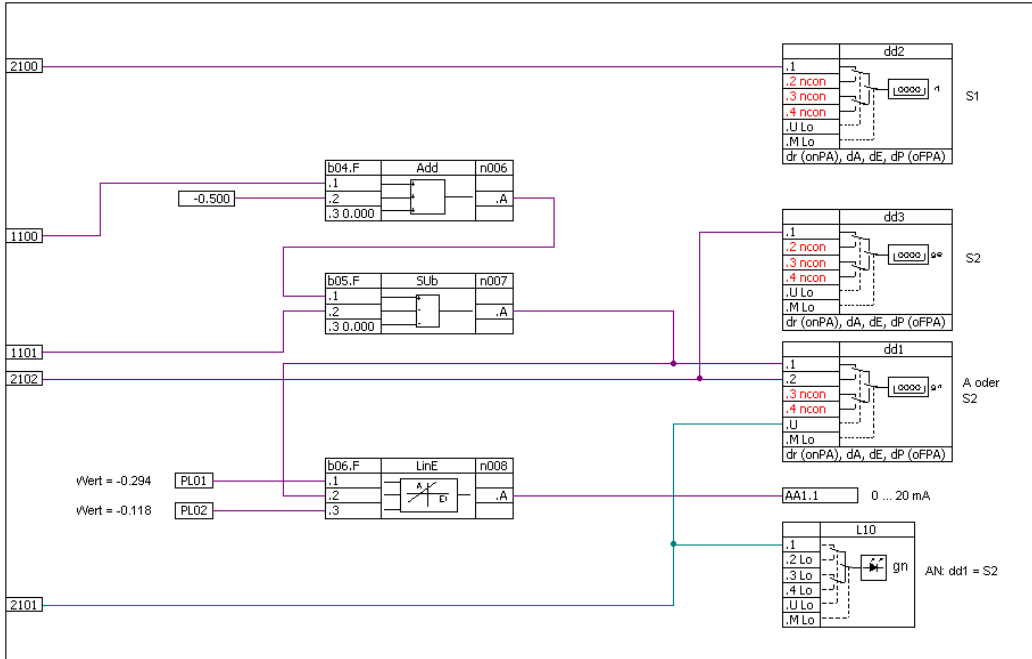 dd2
2100
.1
.2 ncon
.3 ncon
.4 ncon
.U Lo
.M Lo
S1
dr (onPA), dA, dE, dP (oFPA)
b04.F Add n006
.1
-0.500
.2
.A
.3 0.000
1100
dd3
.1
.2 ncon
.3 ncon
.4 ncon
.U Lo
.M Lo
S2
dr (onPA), dA, dE, dP (oFPA)
b05.F SUb n007
.1
.2
.A
.3 0.000
1101
2102
dd1
.1
.2
.3 ncon
.4 ncon
.U
.M Lo
A oder
S2
dr (onPA), dA, dE, dP (oFPA)
b06.F LinE n008
vWert = -0.294 PL01 .1
.2
.A
vWert = -0.118 PL02 .3
AA1.1 0 ... 20 mA
L10
.1
.2 Lo
.3 Lo
.4 Lo
.U Lo
.M Lo
gn
AN: dd1 = S2
2101